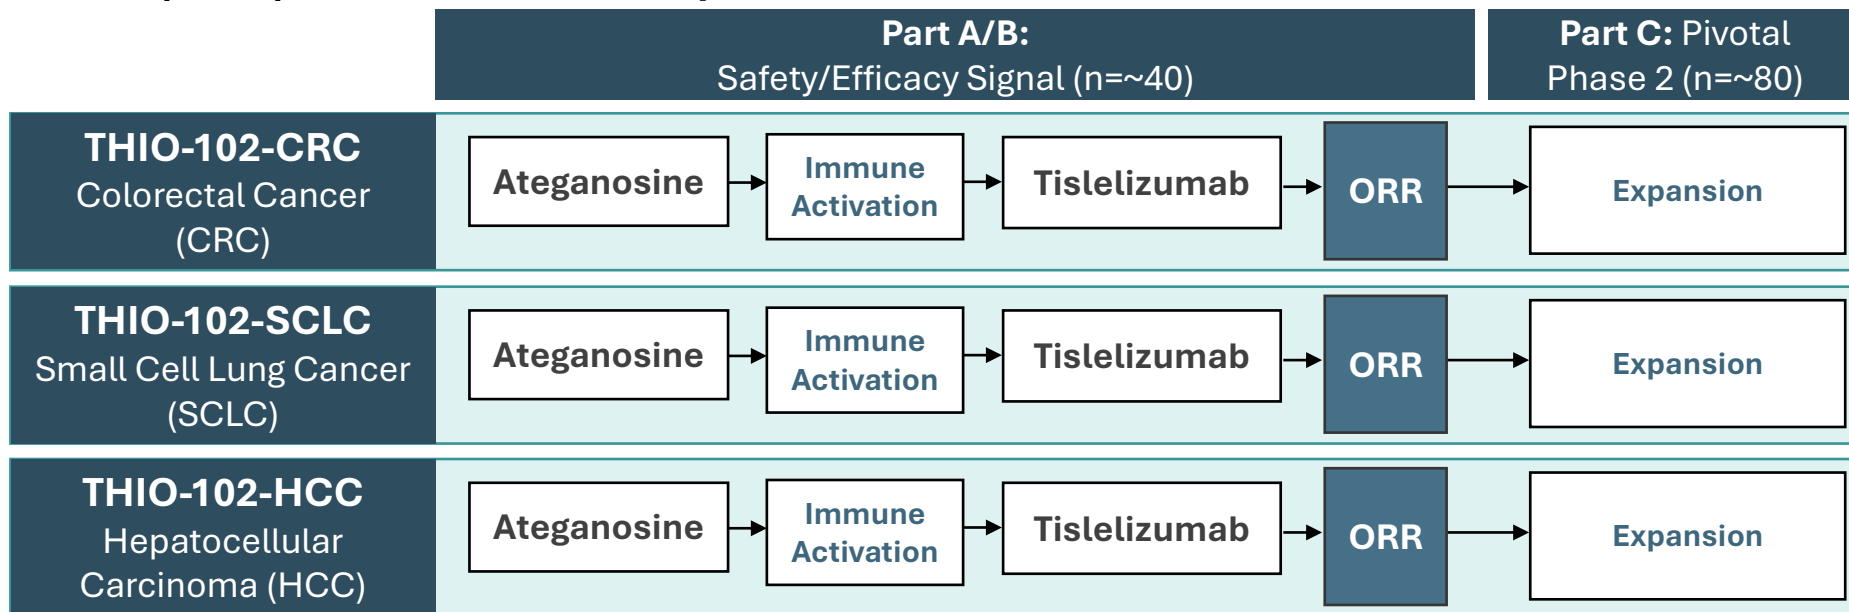 Part A/B:
Safety/Efficacy Signal (n=~40)
Part C: Pivotal
Phase 2 (n=~80)
THIO-102-CRC
Colorectal Cancer
(CRC)
Ateganosine
Immune
Activation
Tislelizumab
ORR
Expansion
THIO-102-SCLC
Small Cell Lung Cancer
(SCLC)
Ateganosine
Immune
Activation
Tislelizumab
ORR
Expansion
THIO-102-HCC
Hepatocellular
Carcinoma (HCC)
Ateganosine
Immune
Activation
Tislelizumab
ORR
Expansion